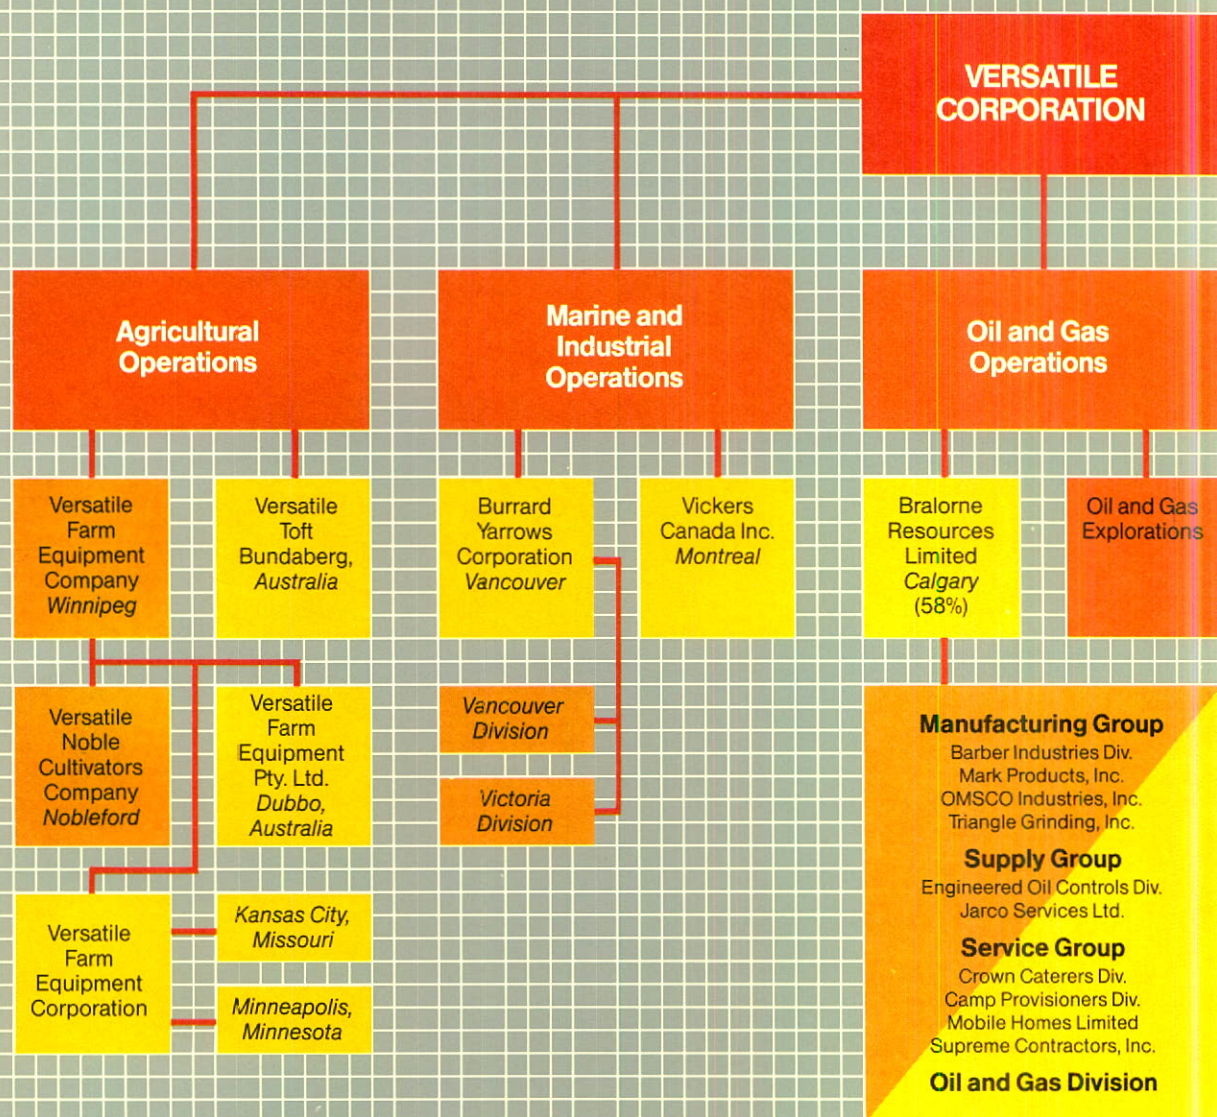 VERSATILE
CORPORATION
Agricultural
Operations
Marine and
Industrial
Operations
Oil and Gas
Operations
Versatile
Farm
Equipment
Company
Winnipeg
Versatile
Toft
Bundaberg,
Australia
Burrard
Yarrows
Corporation
Vancouver
Vickers
Canada Inc.
Montreal
Bralorne
Resources
Limited
Calgary
(58%)
Oil and Gas
Explorations
Versatile
Noble
Cultivators
Company
Nobleford
Versatile
Farm
Equipment
Pty. Ltd.
Dubbo,
Australia
Vancouver
Division
Victoria
Division
Versatile
Farm
Equipment
Corporation
Kansas City,
Missouri
Minneapolis,
Minnesota
Manufacturing Group
Barber Industries Div.
Mark Products, Inc.
OMSCO Industries, Inc.
Triangle Grinding, Inc.
Supply Group
Engineered Oil Controls Div.
Jarco Services Ltd.
Service Group
Crown Caterers Div.
Camp Provisioners Div.
Mobile Homes Limited
Supreme Contractors, Inc.
Oil and Gas Division